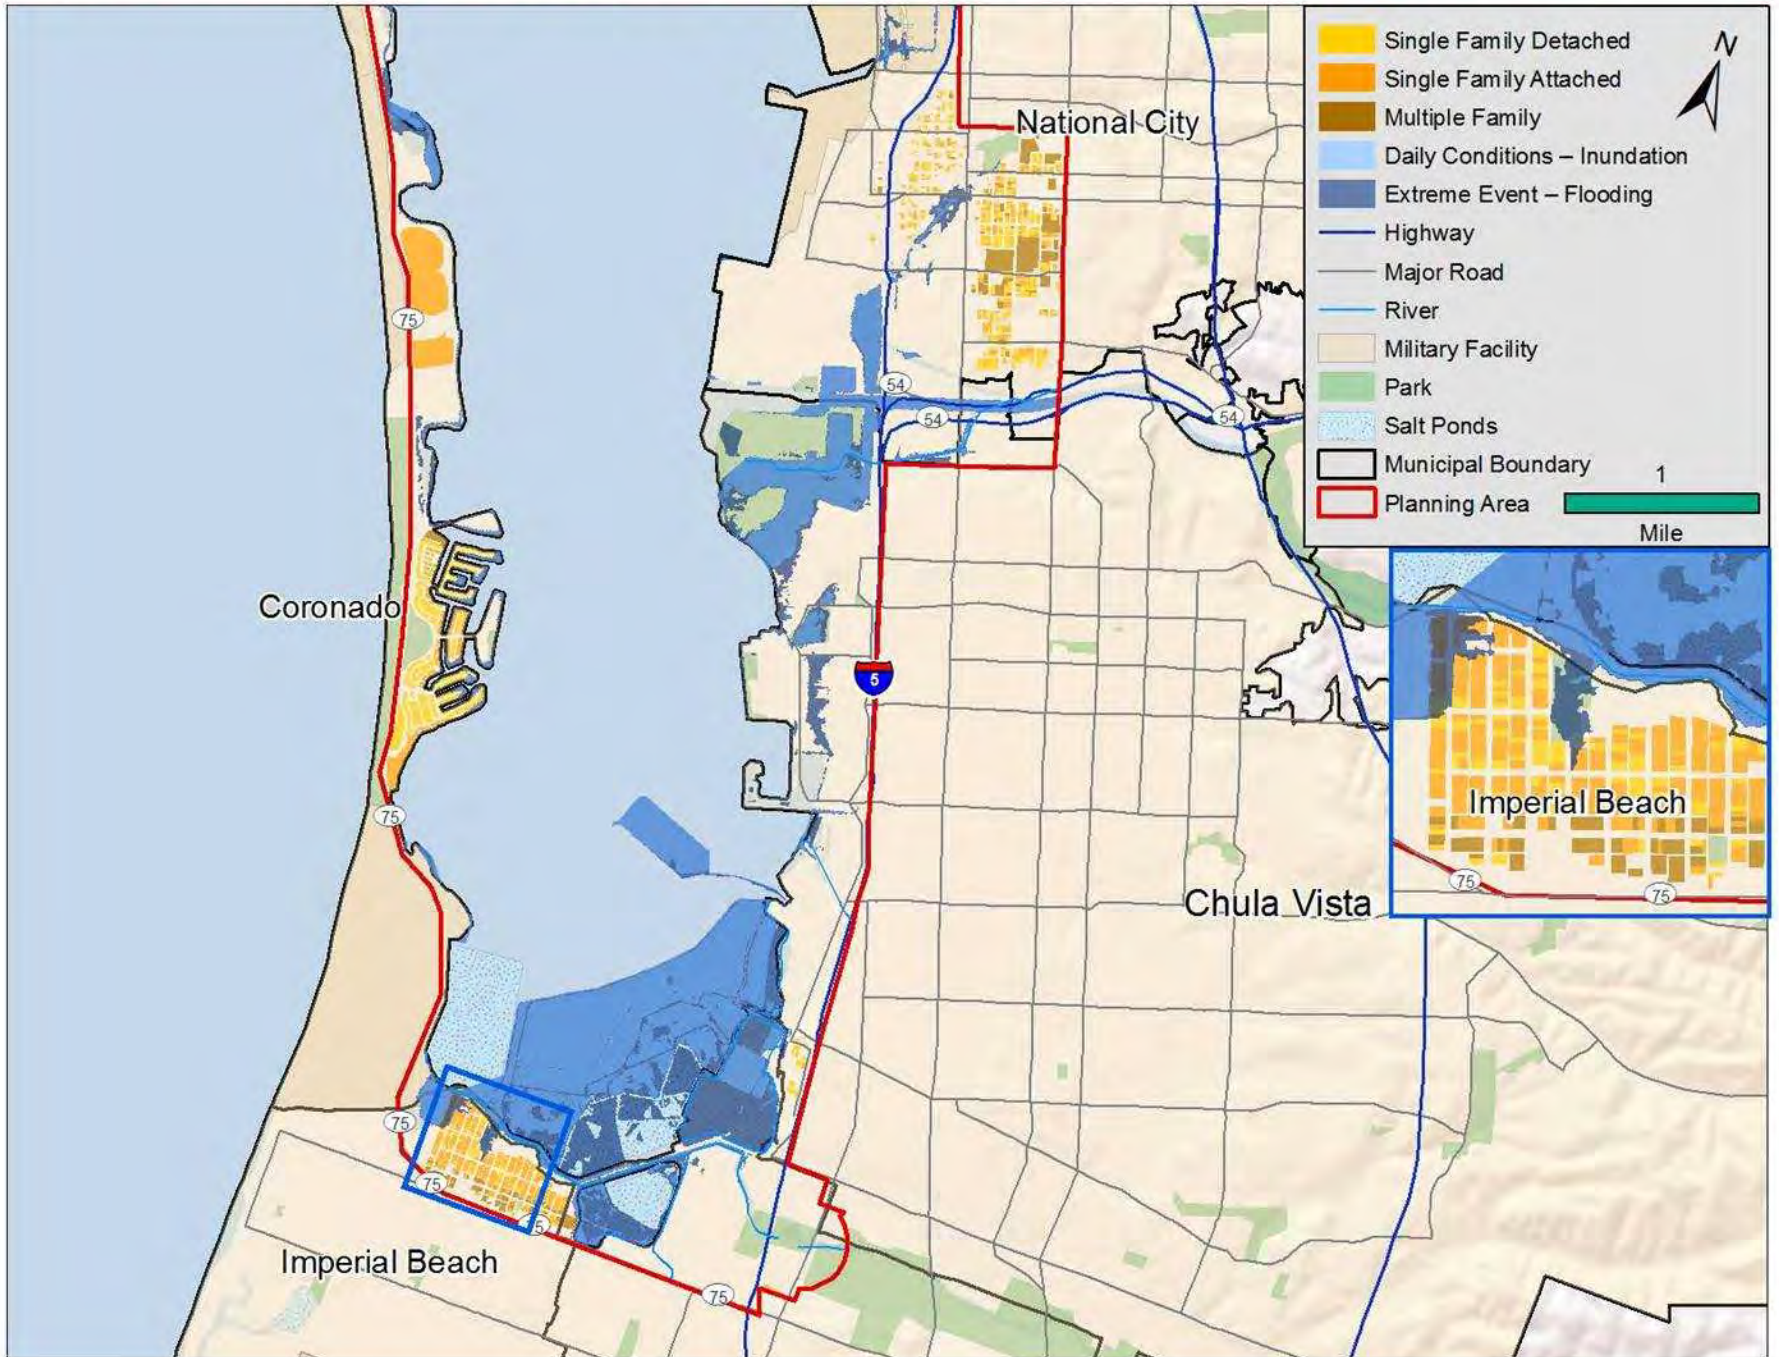 Single Family Detached
Single Family Attached
Multiple Family
Daily Conditions – Inundation
Extreme Event – Flooding
Highway
Major Road
River
Military Facility
Park
Salt Ponds
Municipal Boundary
Planning Area
N
1
Mile
National City
75
54
54
54
Coronado
5
75
Chula Vista
Imperial Beach
75
75
75
75
75
Imperial Beach
75